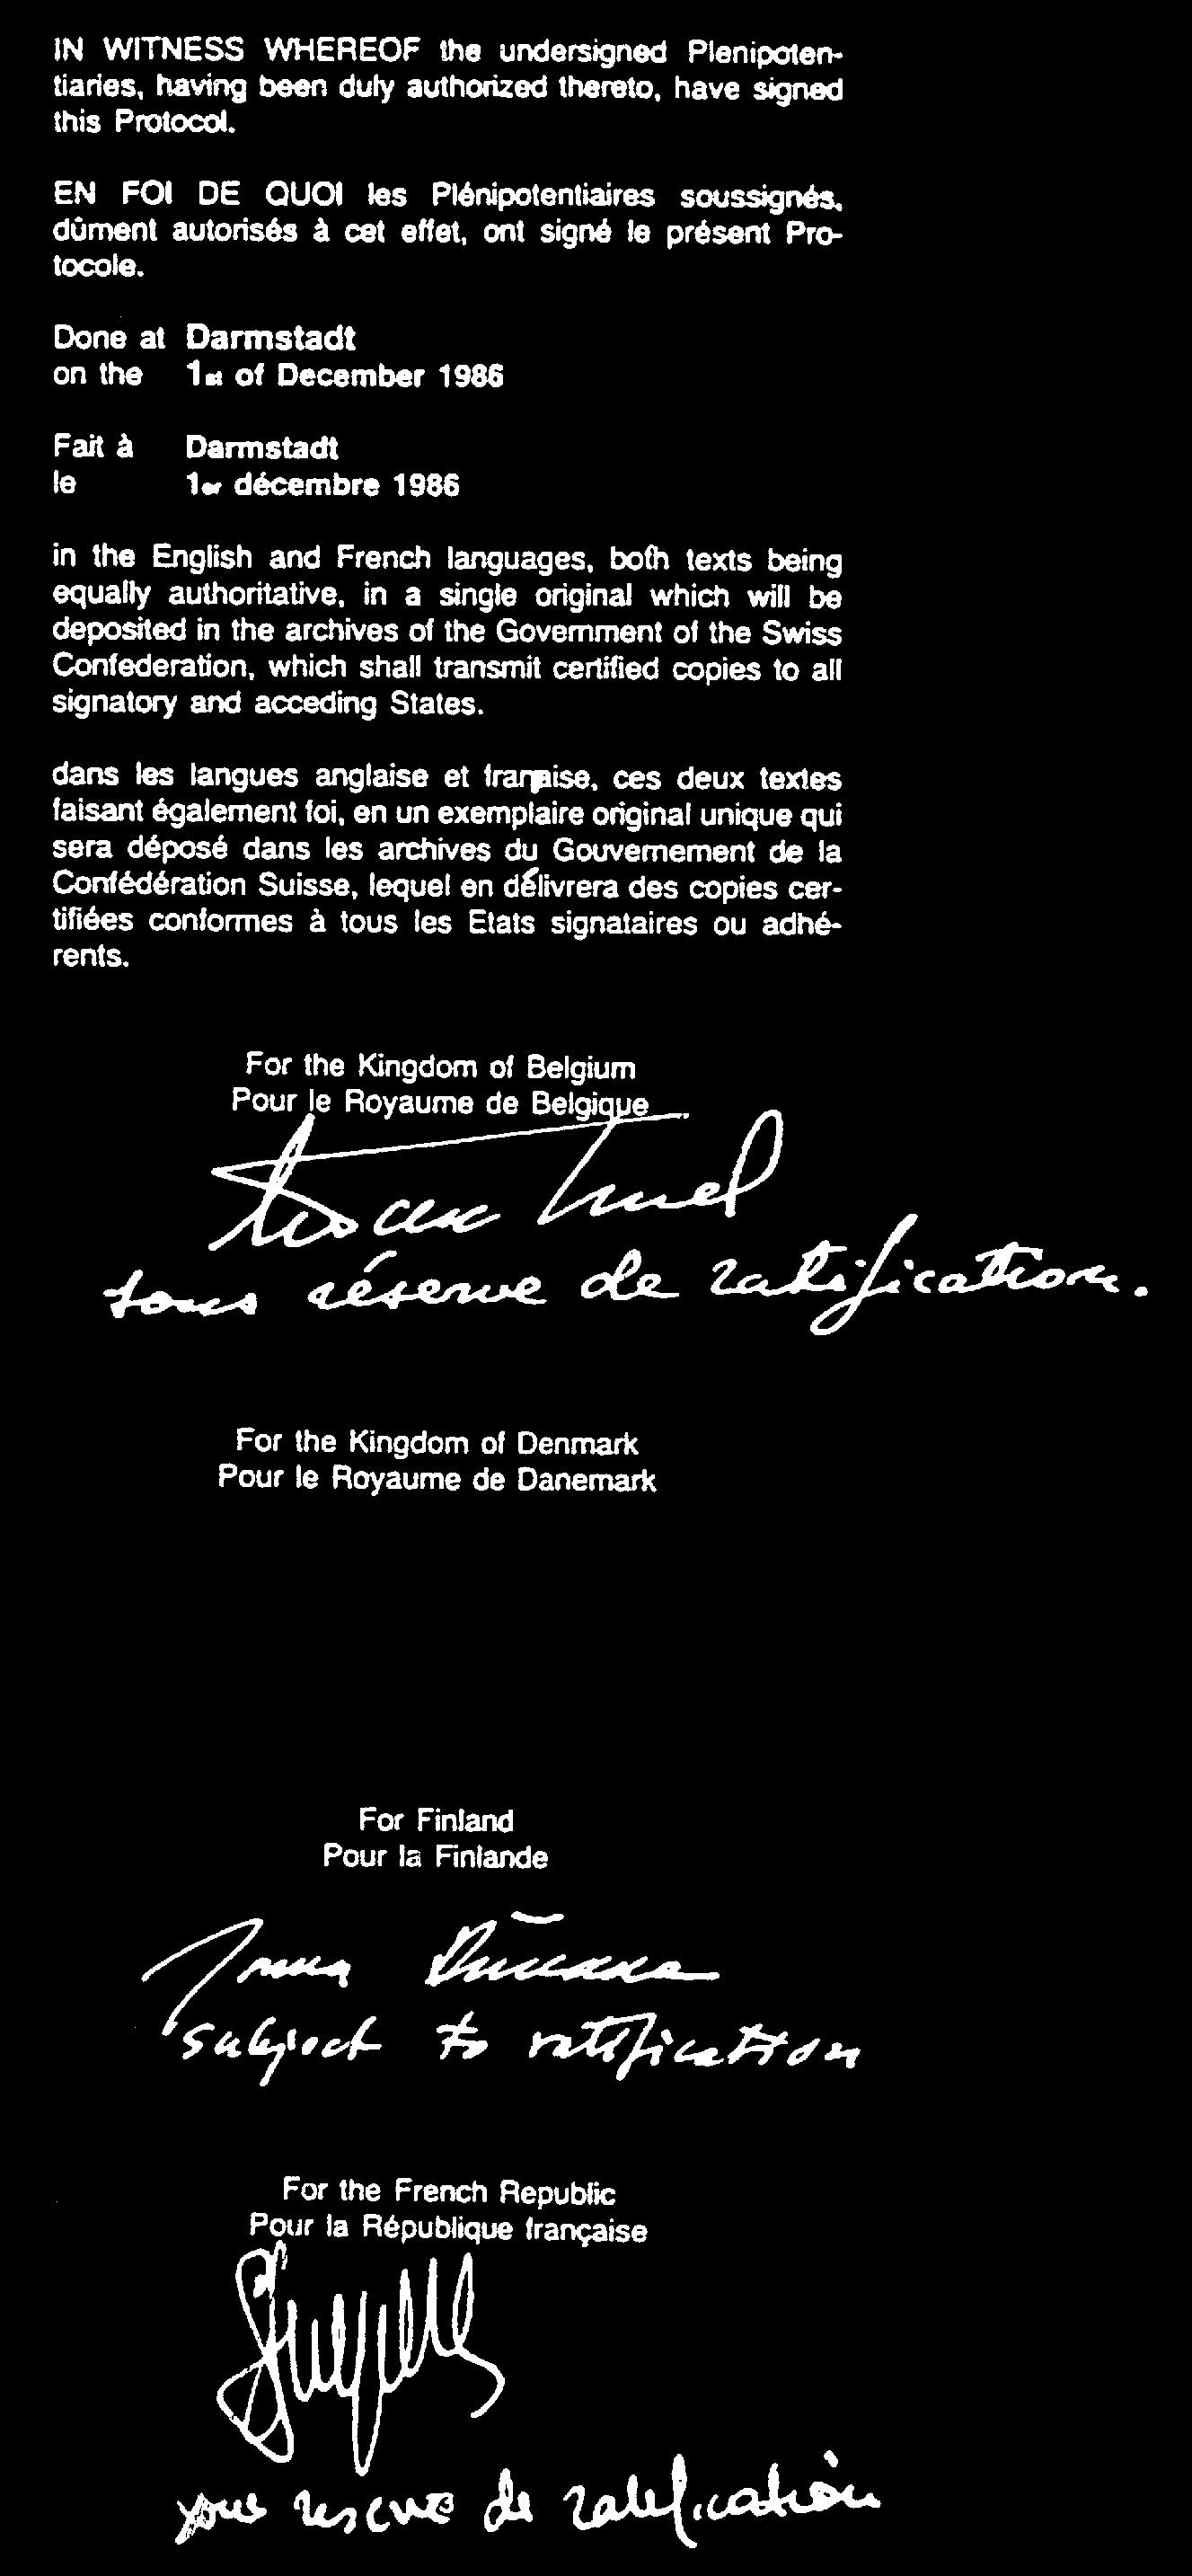 IN WITNESS WHEREOF the undersigned Plenipoten-
tiaries, having been duly authorized thereto, have signed
this Protocol.
EN FOI DE QUOI les Plénipotentiaires soussignés,
dûment autorisés à cet effet, ont signé le présent Pro-
tocole.
Done at Darmstadt
on the 1st of December 1986
Fait à Darmstadt
le 1er décembre 1986
in the English and French languages, both texts being
equally authoritative, in a single original which will be
deposited in the archives of the Government of the Swiss
Confederation, which shall transmit certified copies to all
signatory and acceding States.
dans les langues anglaise et française, ces deux textes
faisant également foi, en un exemplaire original unique qui
sera déposé dans les archives du Gouvernement de la
Confédération Suisse, lequel en délivrera des copies cer-
tifiées conformes à tous les Etats signataires ou adhé-
rents.
For the Kingdom of Belgium
Pour le Royaume de Belgique
sous réserve de ratification.
For the Kingdom of Denmark
Pour le Royaume de Danemark
For Finland
Pour la Finlande
subject to ratification
For the French Republic
Pour la République française
sous reserve de ratification